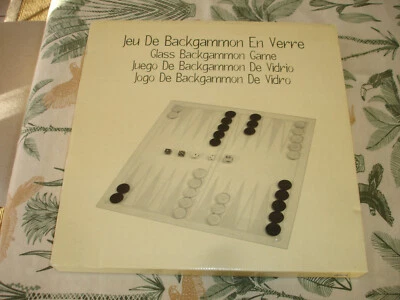 Jeu De Backgammon En Verre
Glass Backgammon Game
Juego De Backgammon De Vidrio
Jogo De Backgammon De Vidro